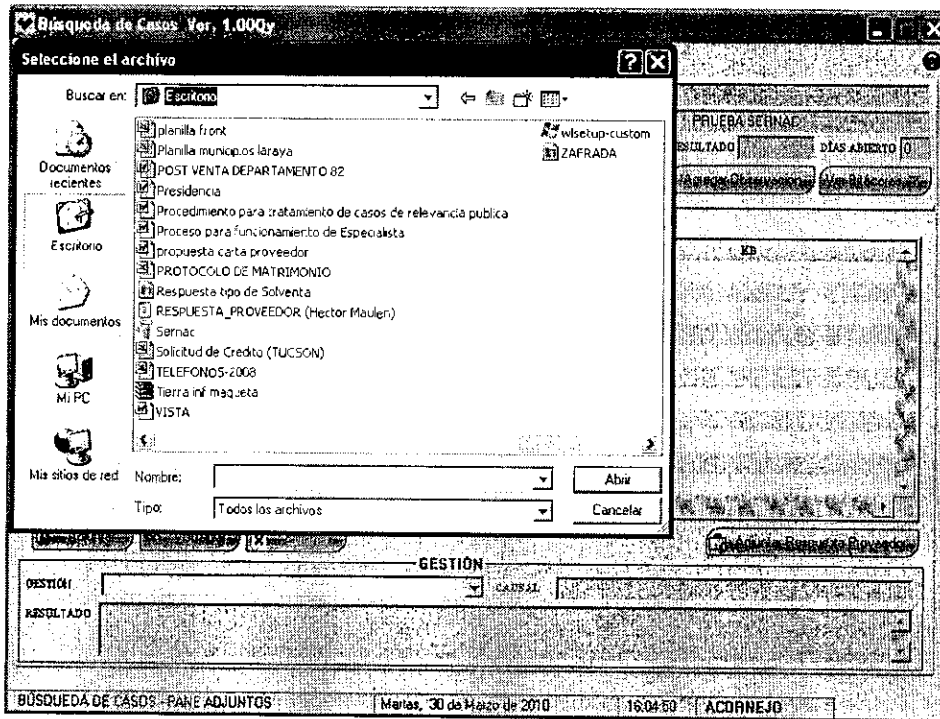 Búsqueda de Casos Ver, 1.000y
Seleccione el archivo
Buscar en: Escritorio
Documentos recientes
Escritorio
Mis documentos
Mi PC
Mis sitios de red
planilla front
Planilla municip.os laraya
POST VENTA DEPARTAMENTO 82
Presidencia
Procedimiento para tratamiento de casos de relevancia publica
Proceso para funcionamiento de Especialista
propuesta carta proveedor
PROTOCOLO DE MATRIMONIO
Respuesta tipo de Solventa
RESPUESTA_PROVEEDOR (Hector Maulen)
Sernac
Solicitud de Credito (TUCSON)
TELEFONOS-2008
Tierra inf maqueta
VISTA
wlsetup-custom
ZAFRADA
Nombre:
Abrir
Tipo: Todos los archivos
Cancelar
PRUEBA SERNAC
RESULTADO
DÍAS ABIERTO 0
Agregar Observaciones
KB
Adjuntar Respuesta Proveedor
GESTIÓN
GESTIÓN
CAUSAL
RESULTADO
BÚSQUEDA DE CASOS - PANE ADJUNTOS
Martes, 30 de Marzo de 2010
16:04:50
ACORNEJO